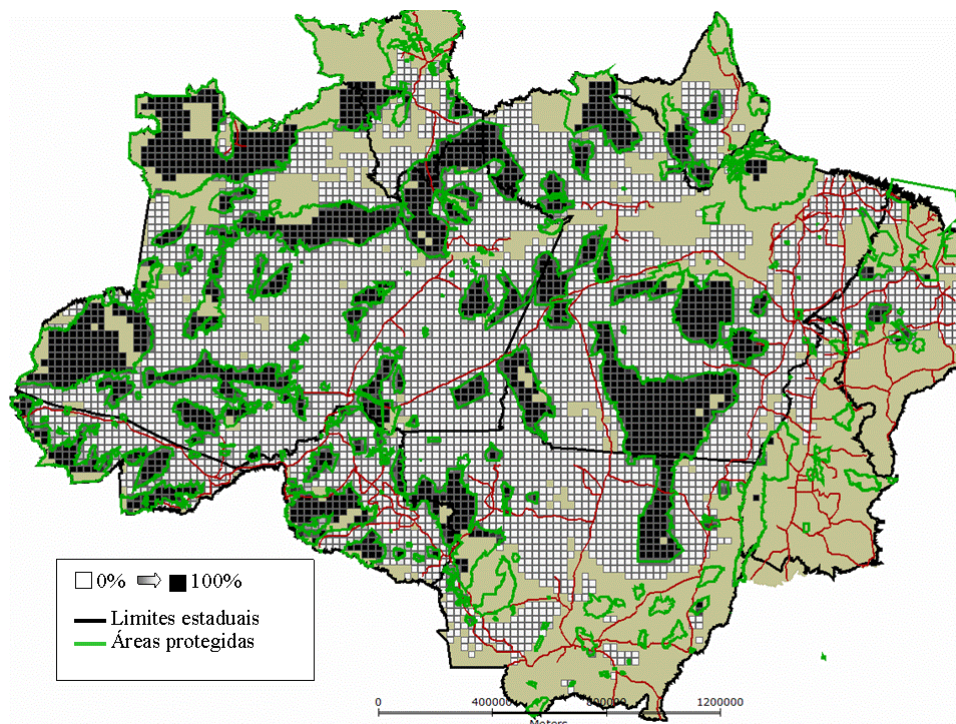 0% 100%
Limites estaduais
Áreas protegidas
0 400000 800000 1200000
Meters